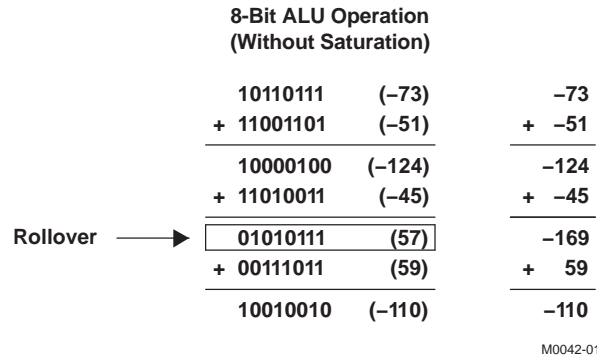 8-Bit ALU Operation
(Without Saturation)
10110111 (–73) –73
+ 11001101 (–51) + –51
10000100 (–124) –124
+ 11010011 (–45) + –45
Rollover 01010111 (57) –169
+ 00111011 (59) + 59
10010010 (–110) –110
M0042-01